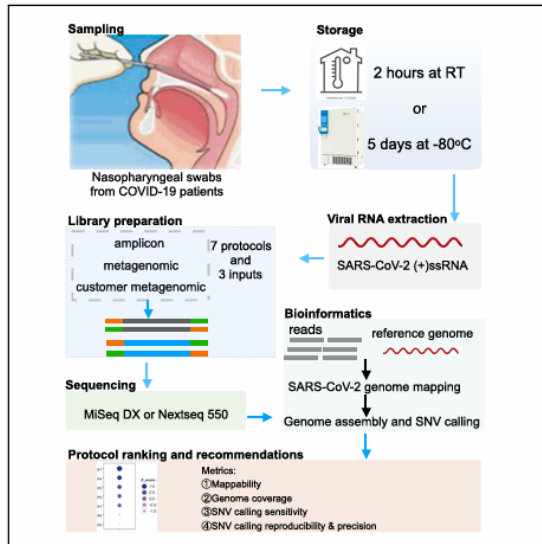 Sampling
Storage
2 hours at RT
or
5 days at -80ºC
Nasopharyngeal swabs
from COVID-19 patients
Library preparation
amplicon
metagenomic
customer metagenomic
7 protocols
and
3 inputs
Viral RNA extraction
SARS-CoV-2 (+)ssRNA
Bioinformatics
reads
reference genome
SARS-CoV-2 genome mapping
Genome assembly and SNV calling
Sequencing
MiSeq DX or Nextseq 550
Protocol ranking and recommendations
Metrics:
①Mappability
②Genome coverage
③SNV calling sensitivity
④SNV calling reproducibility & precision